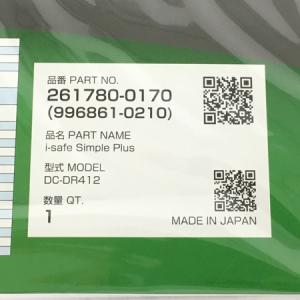 品番 PART NO.
261780-0170
(996861-0210)
品名 PART NAME
i-safe Simple Plus
型式 MODEL
DC-DR412
数量 QT.
1
MADE IN JAPAN